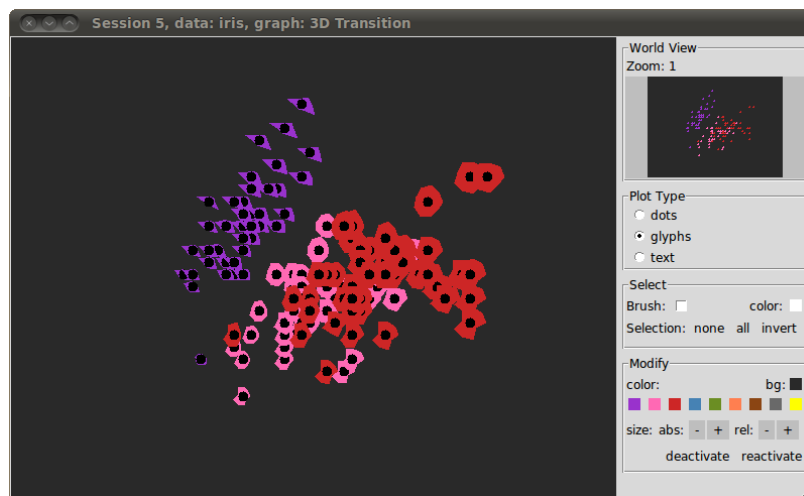 Session 5, data: iris, graph: 3D Transition
World View
Zoom: 1
Plot Type
dots
glyphs
text
Select
Brush: color:
Selection: none all invert
Modify
color: bg:
size: abs: - + rel: - +
deactivate reactivate